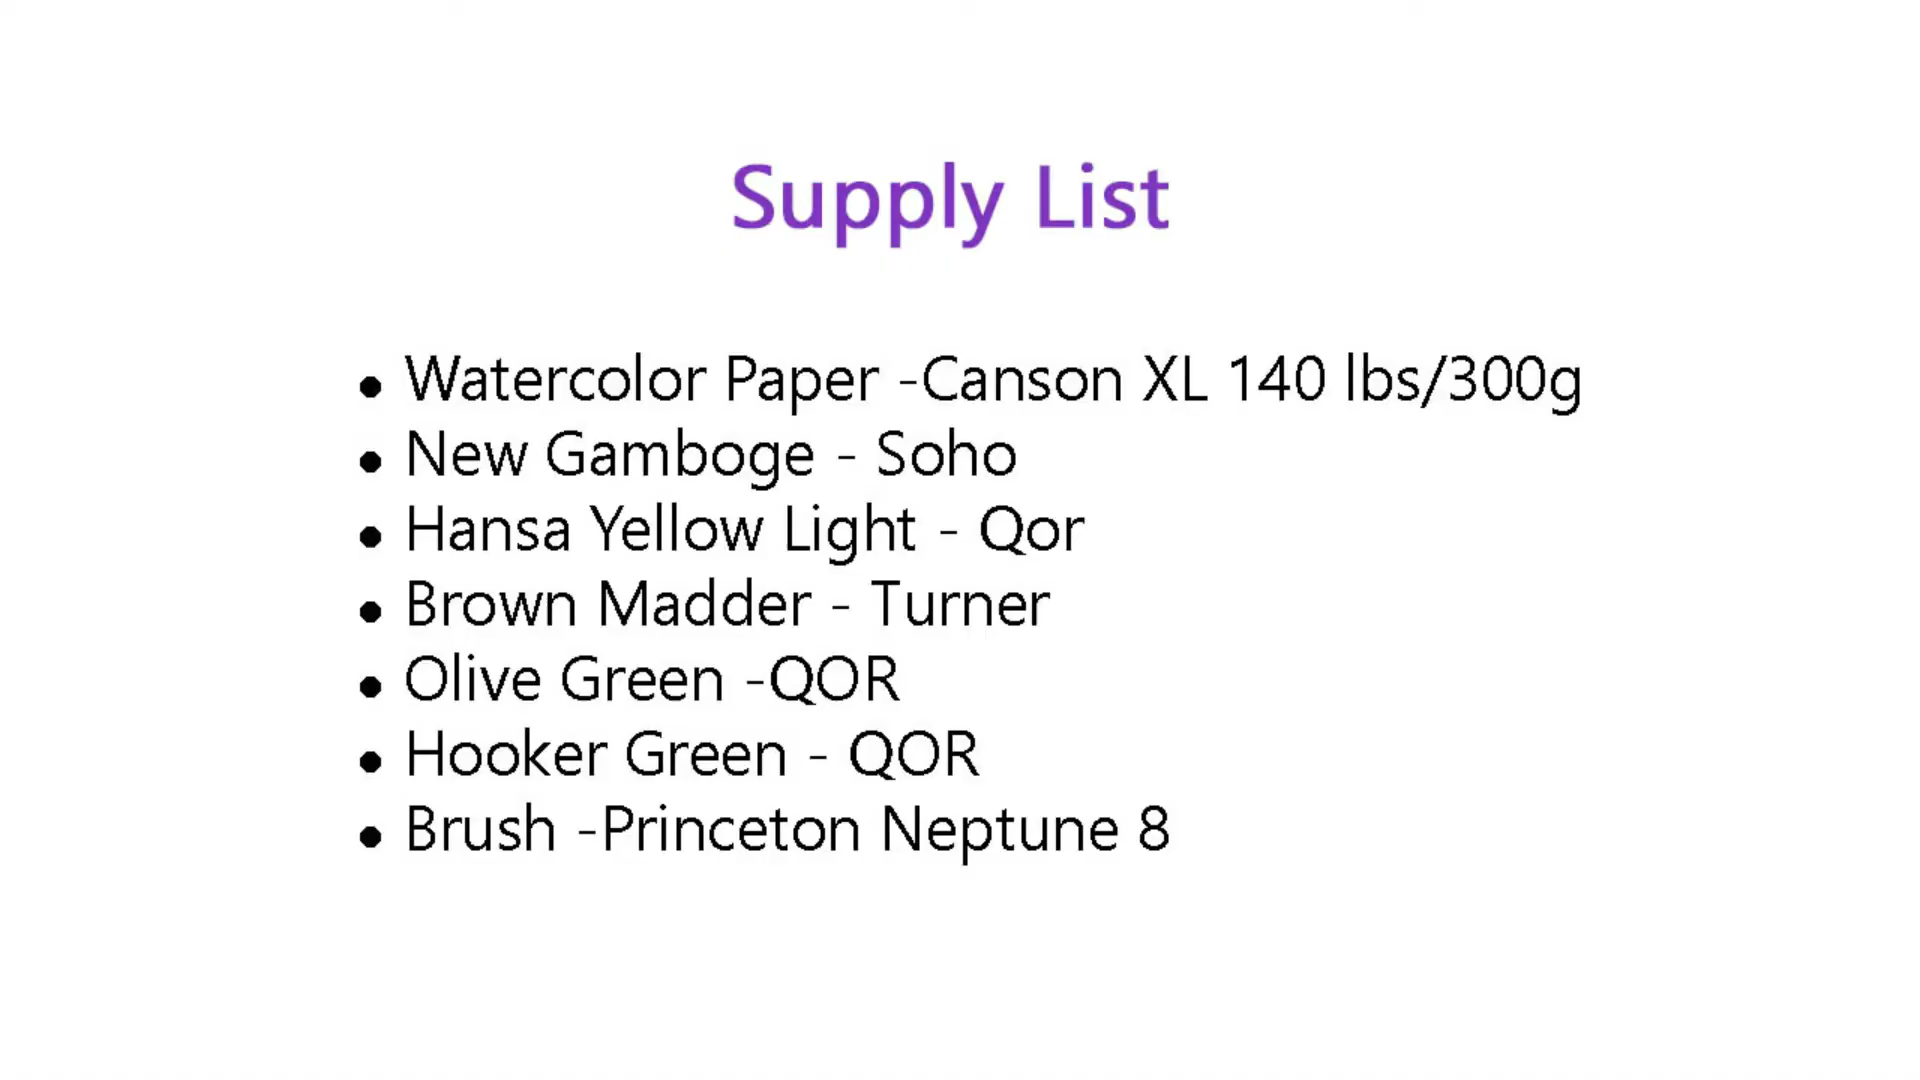 Supply List
• Watercolor Paper -Canson XL 140 lbs/300g
• New Gamboge - Soho
• Hansa Yellow Light - Qor
• Brown Madder - Turner
• Olive Green -QOR
• Hooker Green - QOR
• Brush -Princeton Neptune 8